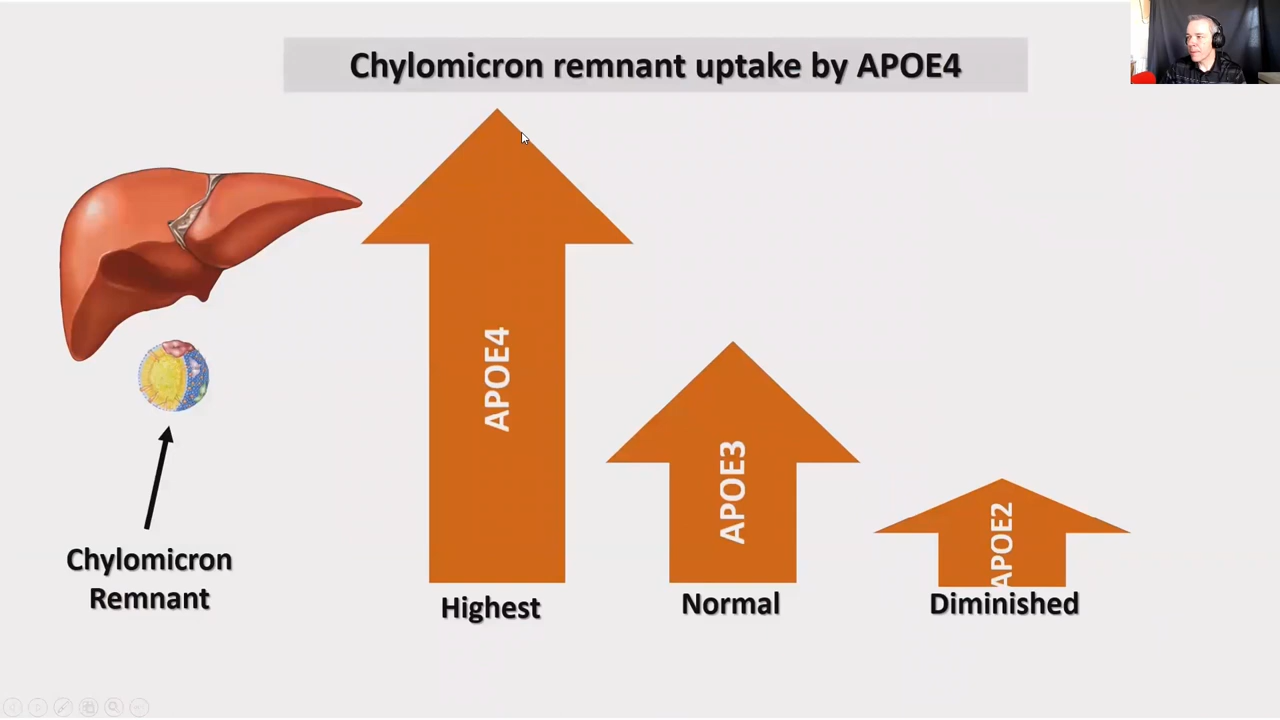 Chylomicron remnant uptake by APOE4
APOE4
APOE3
APOE2
Chylomicron
Remnant
Highest
Normal
Diminished